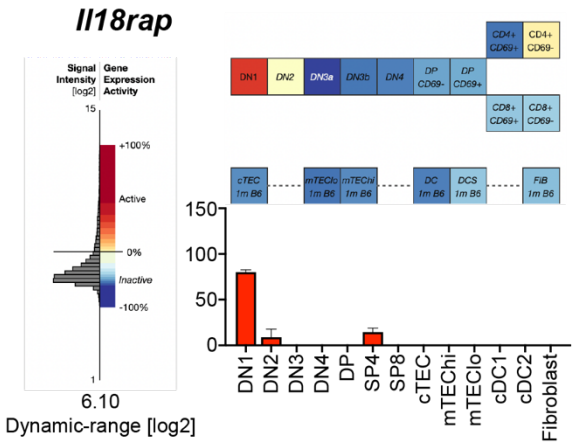 Il18rap
Signal Intensity [log2]
Gene Expression Activity
15
+100%
Active
0%
Inactive
-100%
1
6.10
Dynamic-range [log2]
CD4+ CD69+
CD4+ CD69-
DN1
DN2
DN3a
DN3b
DN4
DP CD69-
DP CD69+
CD8+ CD69+
CD8+ CD69-
cTEC 1m B6
mTEClo 1m B6
mTEChi 1m B6
DC 1m B6
DCS 1m B6
FiB 1m B6
150
100
50
0
DN1
DN2
DN3
DN4
DP
SP4
SP8
cTEC
mTEChi
mTEClo
cDC1
cDC2
Fibroblast